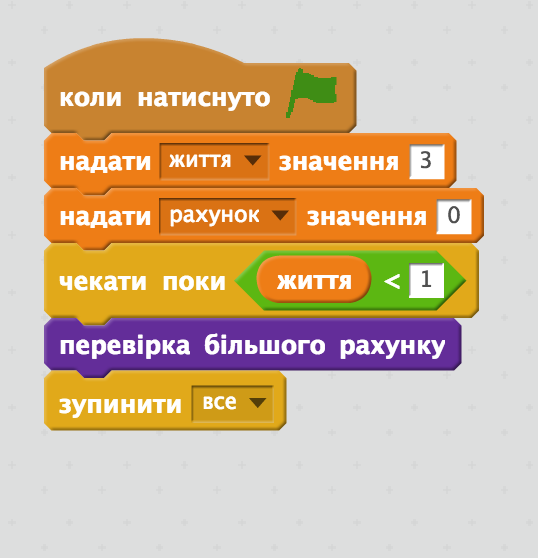 коли натиснуто
надати життя значення 3
надати рахунок значення 0
чекати поки життя < 1
перевірка більшого рахунку
зупинити все